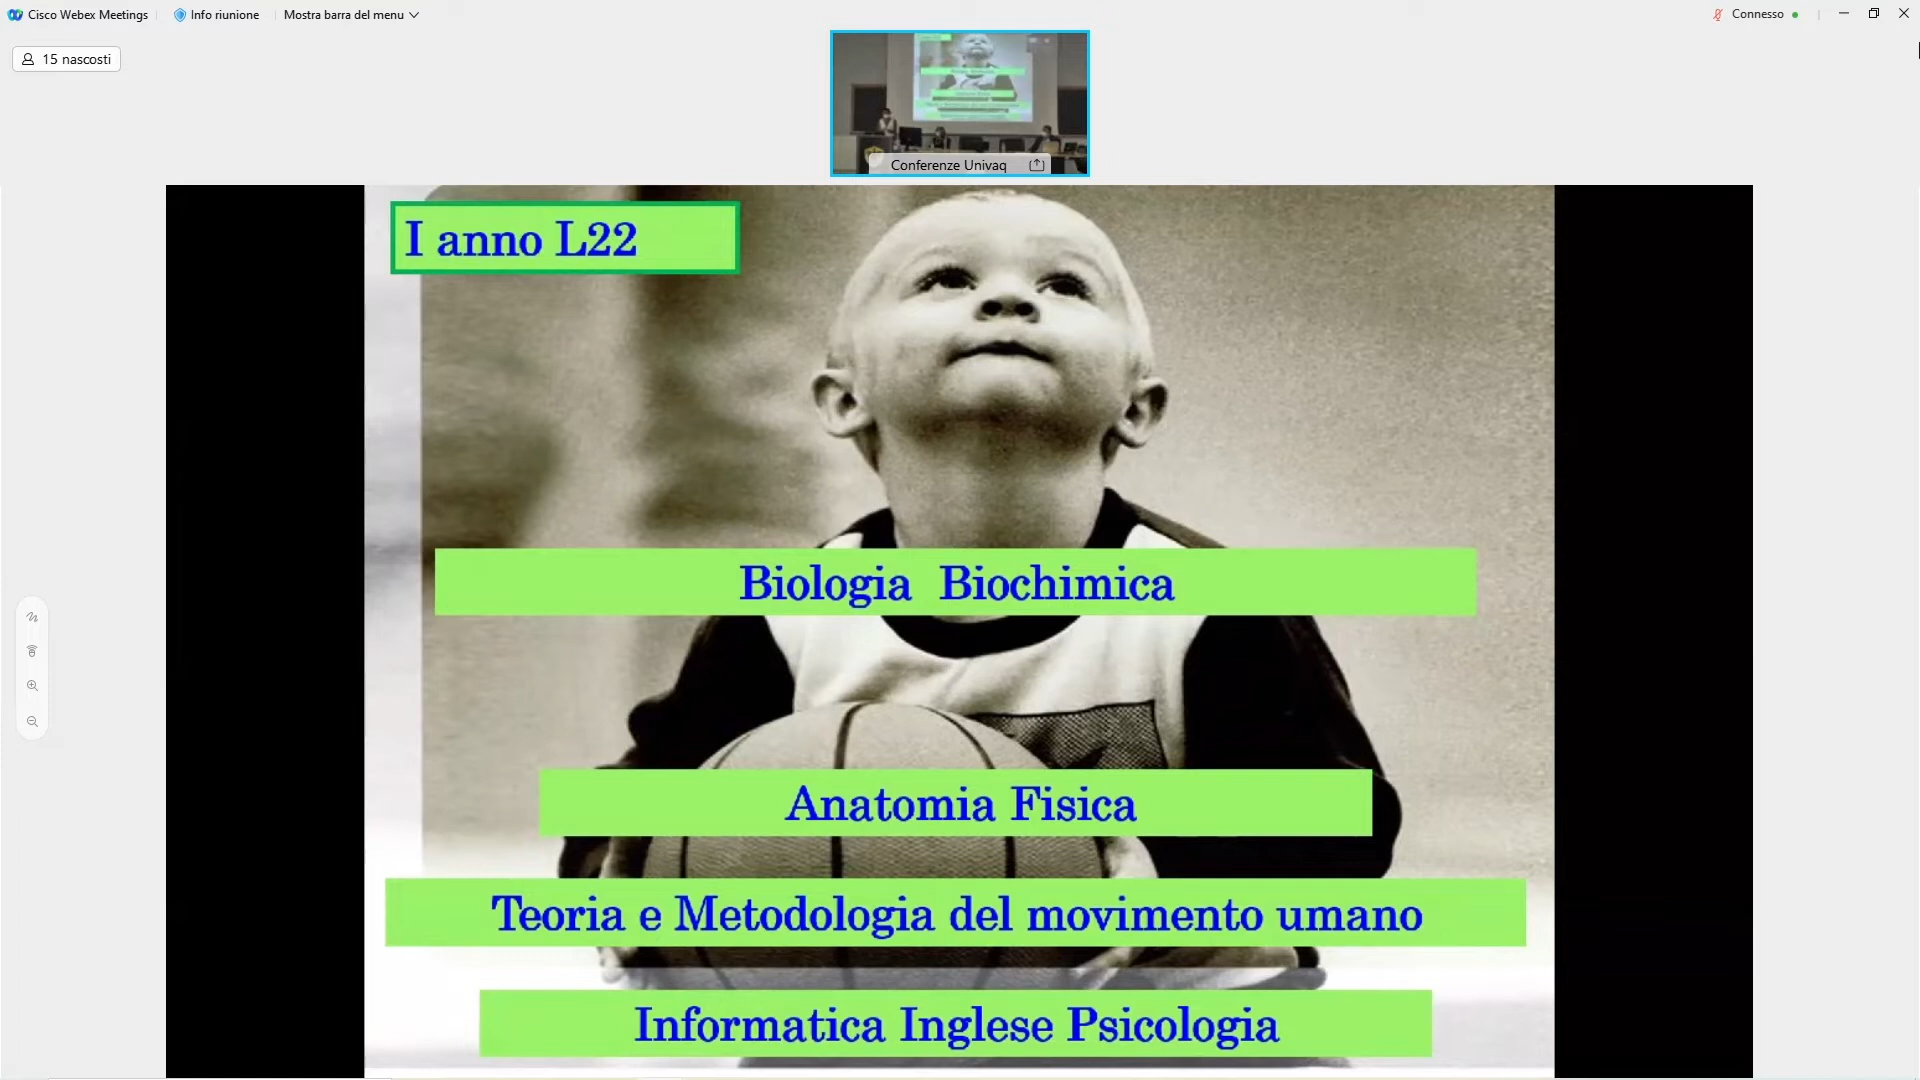 Cisco Webex Meetings
Info riunione
Mostra barra del menu
Connesso
15 nascosti
Conferenze Univaq
I anno L22
Biologia Biochimica
Anatomia Fisica
Teoria e Metodologia del movimento umano
Informatica Inglese Psicologia